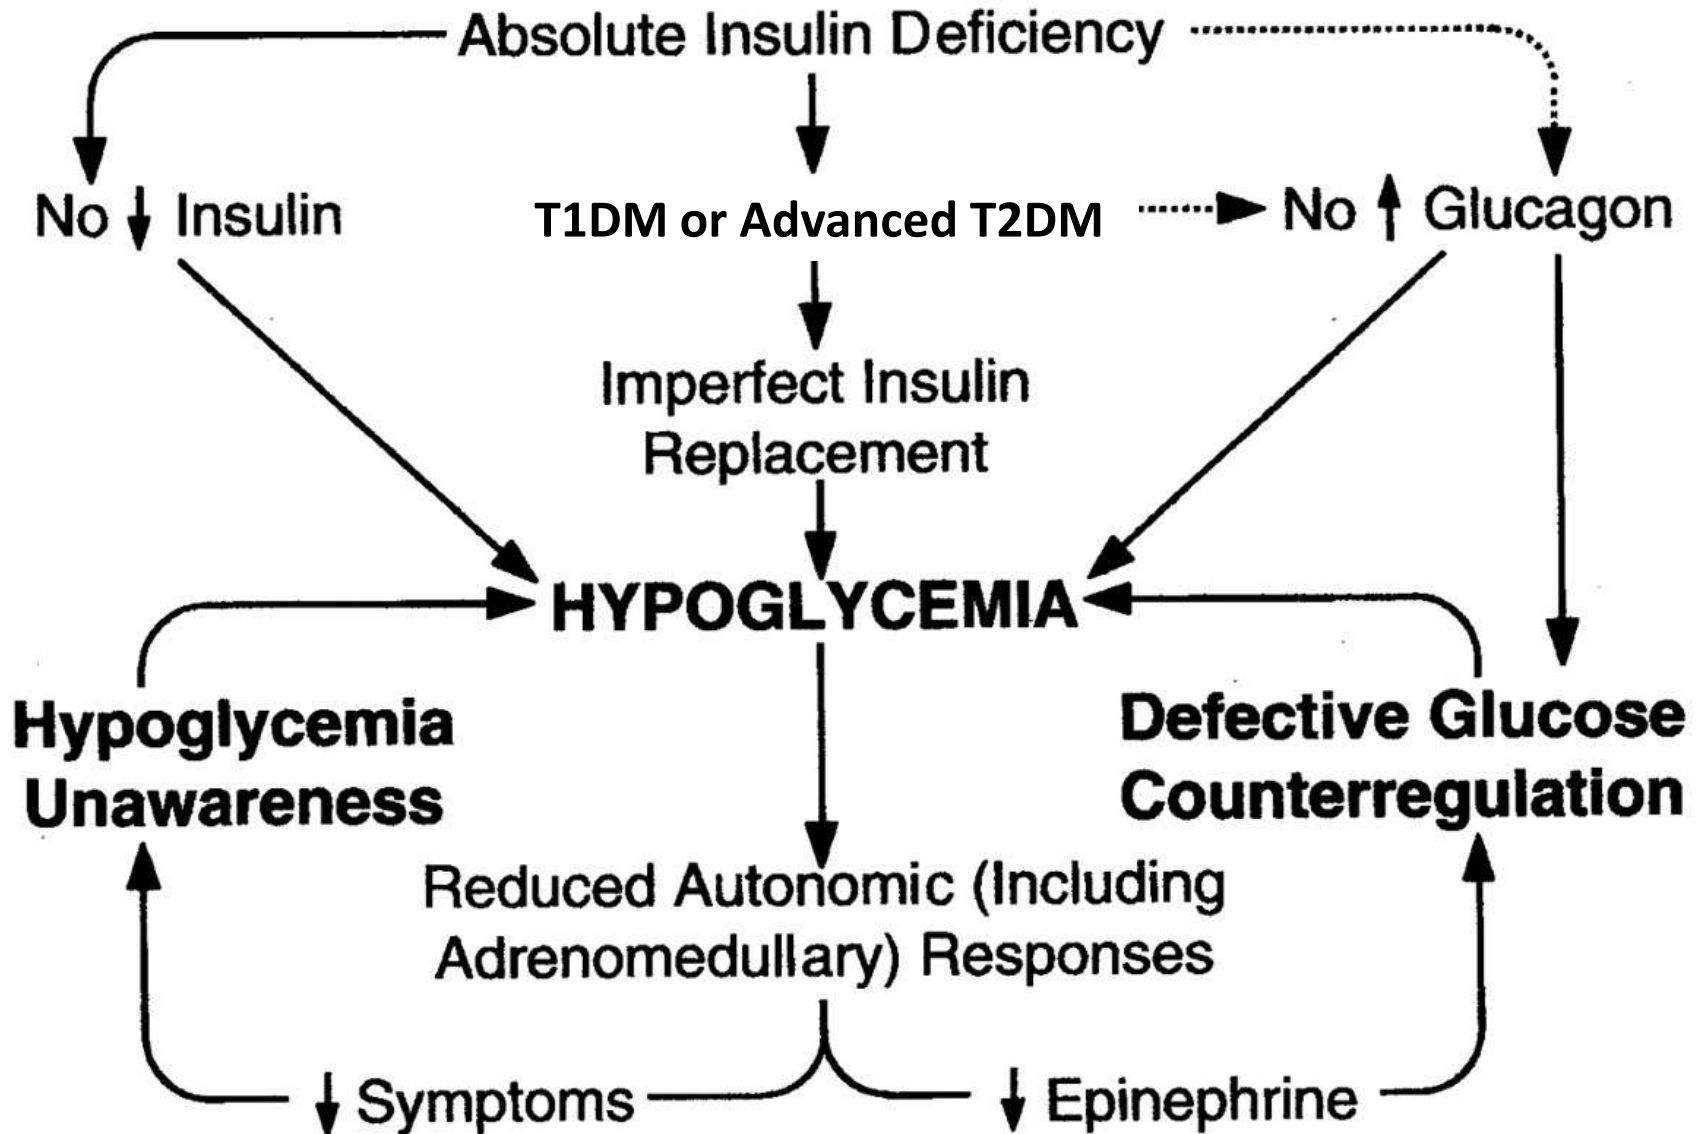 Absolute Insulin Deficiency
No ↓ Insulin
T1DM or Advanced T2DM
No ↑ Glucagon
Imperfect Insulin
Replacement
HYPOGLYCEMIA
Hypoglycemia
Unawareness
Defective Glucose
Counterregulation
Reduced Autonomic (Including
Adrenomedullary) Responses
↓ Symptoms
↓ Epinephrine